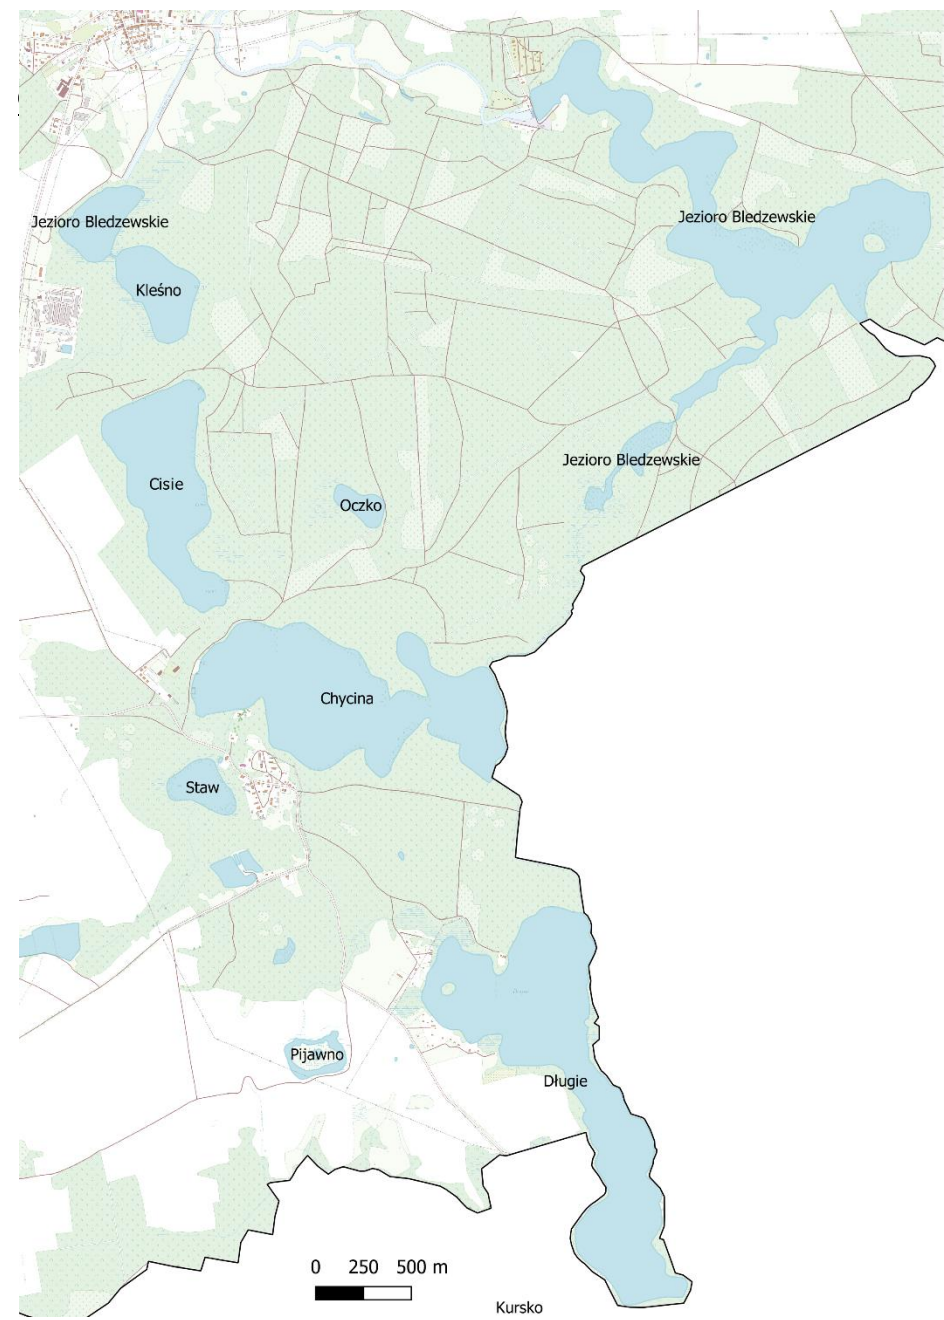 Jezioro Bledzewskie
Jezioro Bledzewskie
Kleśno
Jezioro Bledzewskie
Cisie
Oczko
Chycina
Staw
Pijawno
Długie
0 250 500 m
Kursko